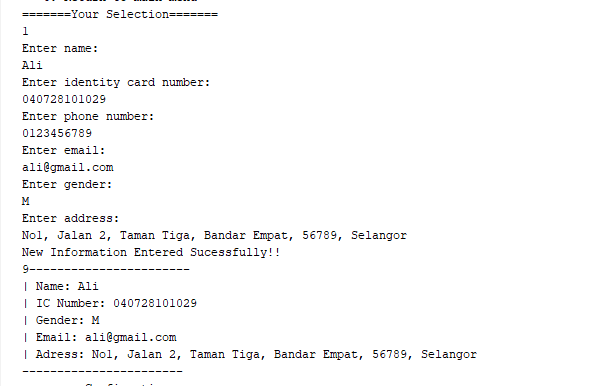 =======Your Selection=======
1
Enter name:
Ali
Enter identity card number:
040728101029
Enter phone number:
0123456789
Enter email:
ali@gmail.com
Enter gender:
M
Enter address:
No1, Jalan 2, Taman Tiga, Bandar Empat, 56789, Selangor
New Information Entered Sucessfully!!
9-----------------------
| Name: Ali
| IC Number: 040728101029
| Gender: M
| Email: ali@gmail.com
| Adress: No1, Jalan 2, Taman Tiga, Bandar Empat, 56789, Selangor
-----------------------